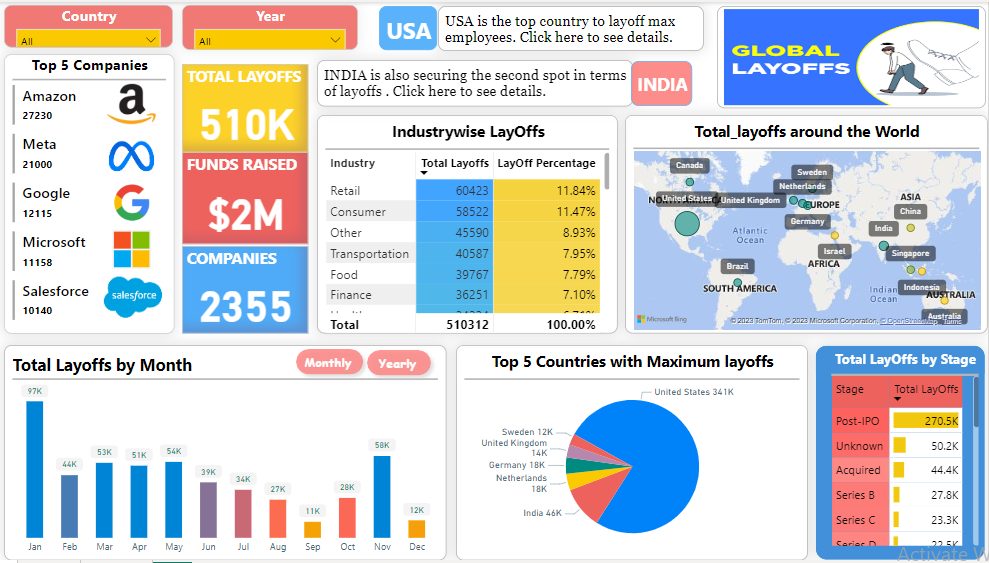 Country
All
Year
All
USA
USA is the top country to layoff max
employees. Click here to see details.
INDIA is also securing the second spot in terms
of layoffs . Click here to see details.
INDIA
GLOBAL
LAYOFFS
Top 5 Companies
Amazon
27230
a
Meta
21000
Google
12115
G
Microsoft
11158
Salesforce
10140
salesforce
TOTAL LAYOFFS
510K
FUNDS RAISED
$2M
COMPANIES
2355
Industrywise LayOffs
Industry Total Layoffs LayOff Percentage
Retail 60423 11.84%
Consumer 58522 11.47%
Other 45590 8.93%
Transportation 40587 7.95%
Food 39767 7.79%
Finance 36251 7.10%
Total 510312 100.00%
Total_layoffs around the World
Canada
Sweden
Netherlands
United States
United Kingdom
EUROPE
ASIA
China
Germany
Atlantic
Ocean
India
Israel
Singapore
AFRICA
Brazil
SOUTH AMERICA
Indian
Ocean
Indonesia
AUSTRALIA
Australia
Microsoft Bing
© 2023 TomTom, © 2023 Microsoft Corporation, © OpenStreetMap, Terms
Total Layoffs by Month
Monthly
Yearly
97K
44K
53K
51K
54K
39K
34K
27K
11K
28K
58K
12K
Jan Feb Mar Apr May Jun Jul Aug Sep Oct Nov Dec
Top 5 Countries with Maximum layoffs
United States 341K
Sweden 12K
United Kingdom
14K
Germany 18K
Netherlands
18K
India 46K
Total LayOffs by Stage
Stage Total LayOffs
Post-IPO 270.5K
Unknown 50.2K
Acquired 44.4K
Series B 27.8K
Series C 23.3K
Series D 22.5K
Activate W